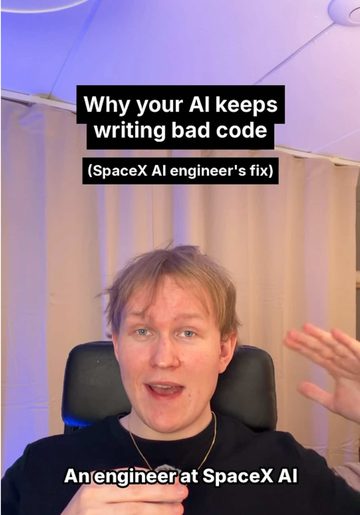 Why your AI keeps
writing bad code
(SpaceX AI engineer's fix)
An engineer at SpaceX AI